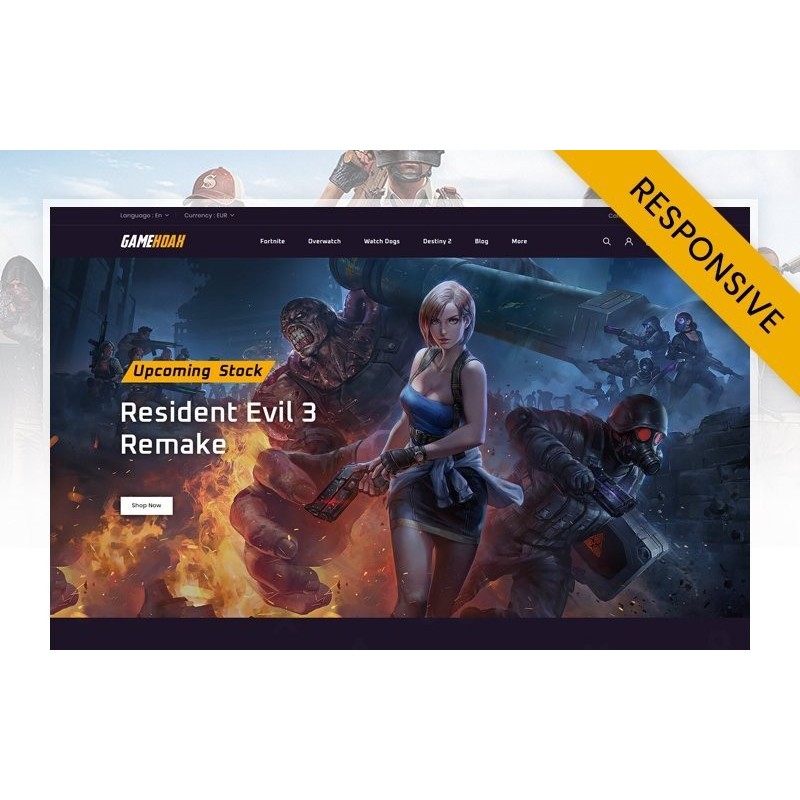 RESPONSIVE
Language : En Currency : EUR
GAMEHOAH
Fortnite Overwatch Watch Dogs Destiny 2 Blog More
Upcoming Stock
Resident Evil 3
Remake
Shop Now
S